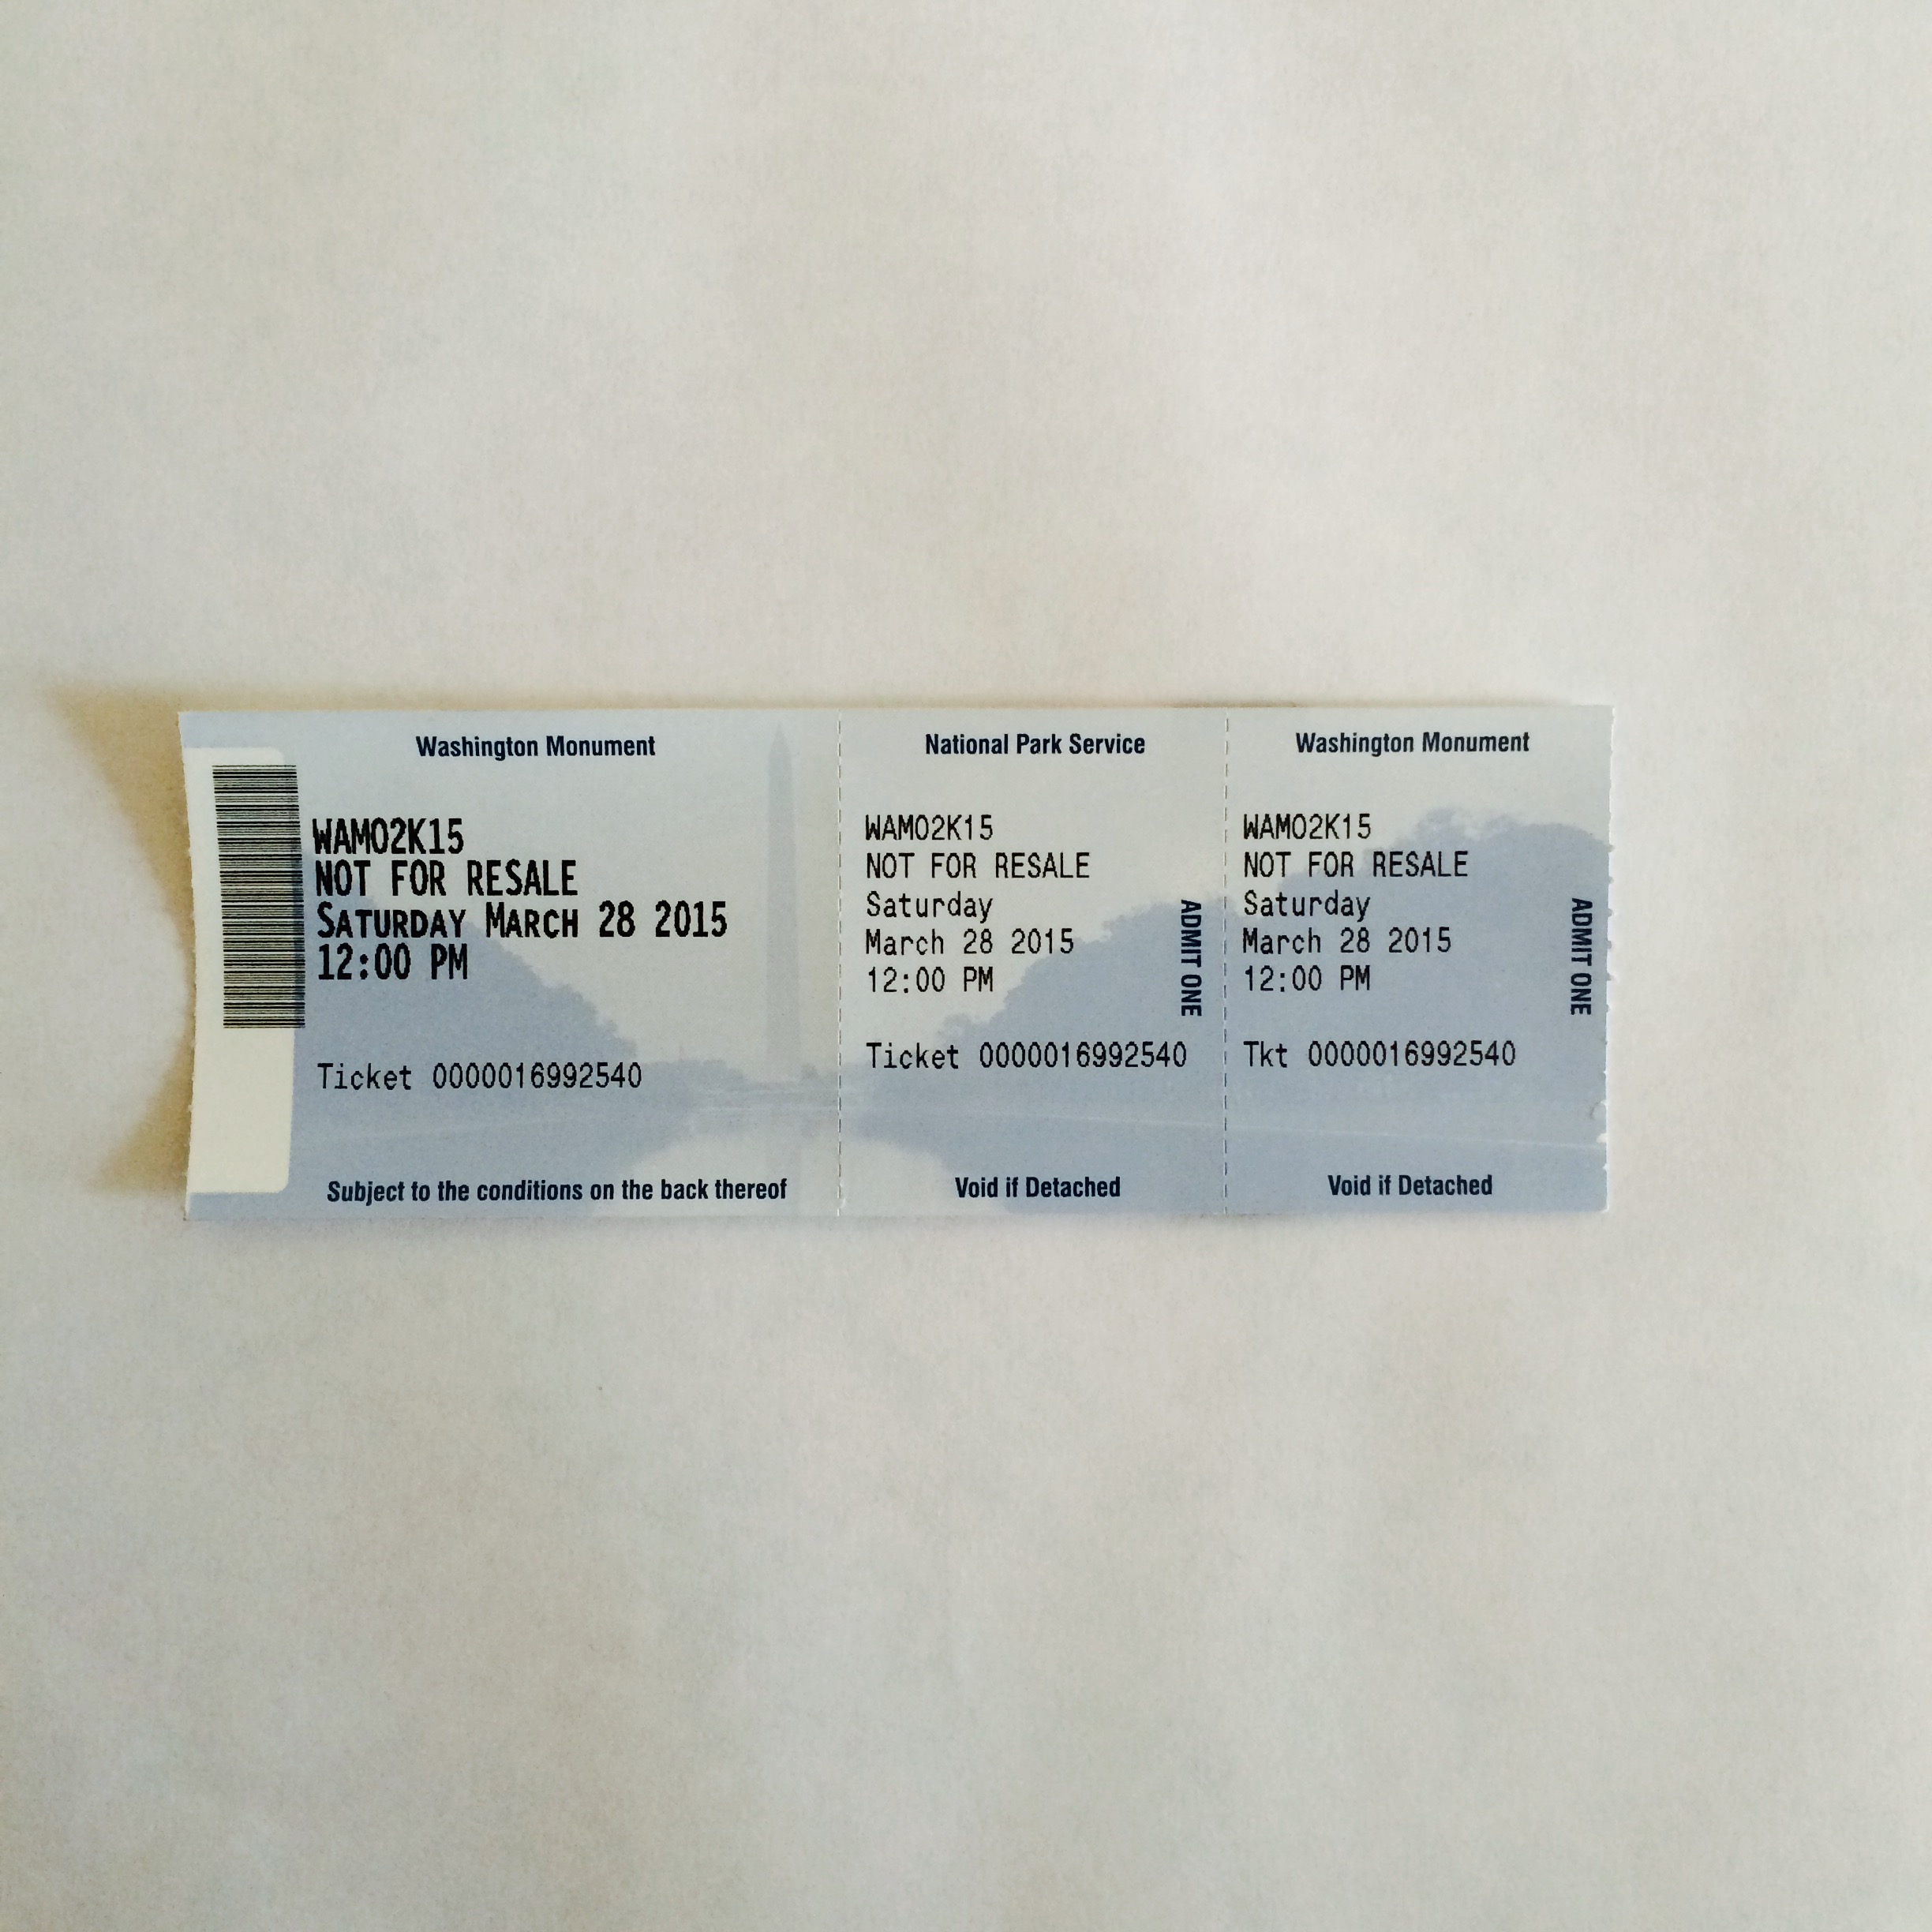 Washington Monument
WAMO2K15
NOT FOR RESALE
SATURDAY MARCH 28 2015
12:00 PM
Ticket 0000016992540
Subject to the conditions on the back thereof
National Park Service
WAMO2K15
NOT FOR RESALE
Saturday
March 28 2015
12:00 PM
Ticket 0000016992540
ADMIT ONE
Void if Detached
Washington Monument
WAMO2K15
NOT FOR RESALE
Saturday
March 28 2015
12:00 PM
Tkt 0000016992540
ADMIT ONE
Void if Detached